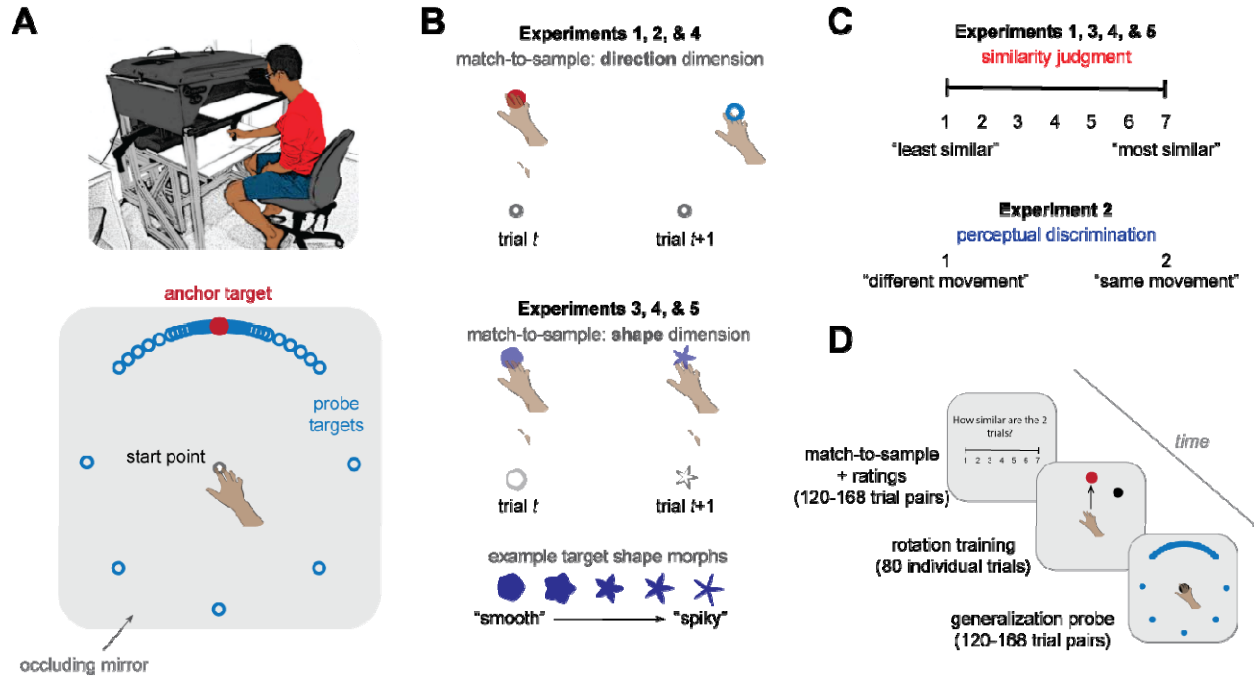 A
anchor target
probe
targets
start point
occluding mirror
B
Experiments 1, 2, & 4
match-to-sample: direction dimension
trial t
trial t+1
Experiments 3, 4, & 5
match-to-sample: shape dimension
trial t
trial t+1
example target shape morphs
"smooth"
"spiky"
C
Experiments 1, 3, 4, & 5
similarity judgment
1 2 3 4 5 6 7
"least similar"
"most similar"
Experiment 2
perceptual discrimination
1
2
"different movement"
"same movement"
D
How similar are the 2
trials?
1 2 3 4 5 6 7
time
match-to-sample
+ ratings
(120-168 trial pairs)
rotation training
(80 individual trials)
generalization probe
(120-168 trial pairs)